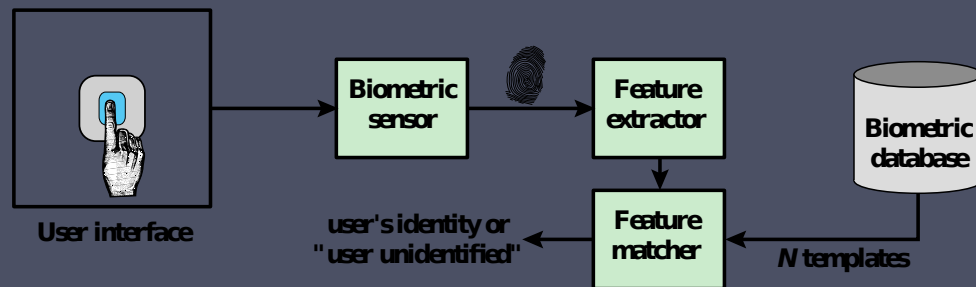 Biometric
sensor
Feature
extractor
Biometric
database
User interface
user's identity or
"user unidentified"
Feature
matcher
N templates